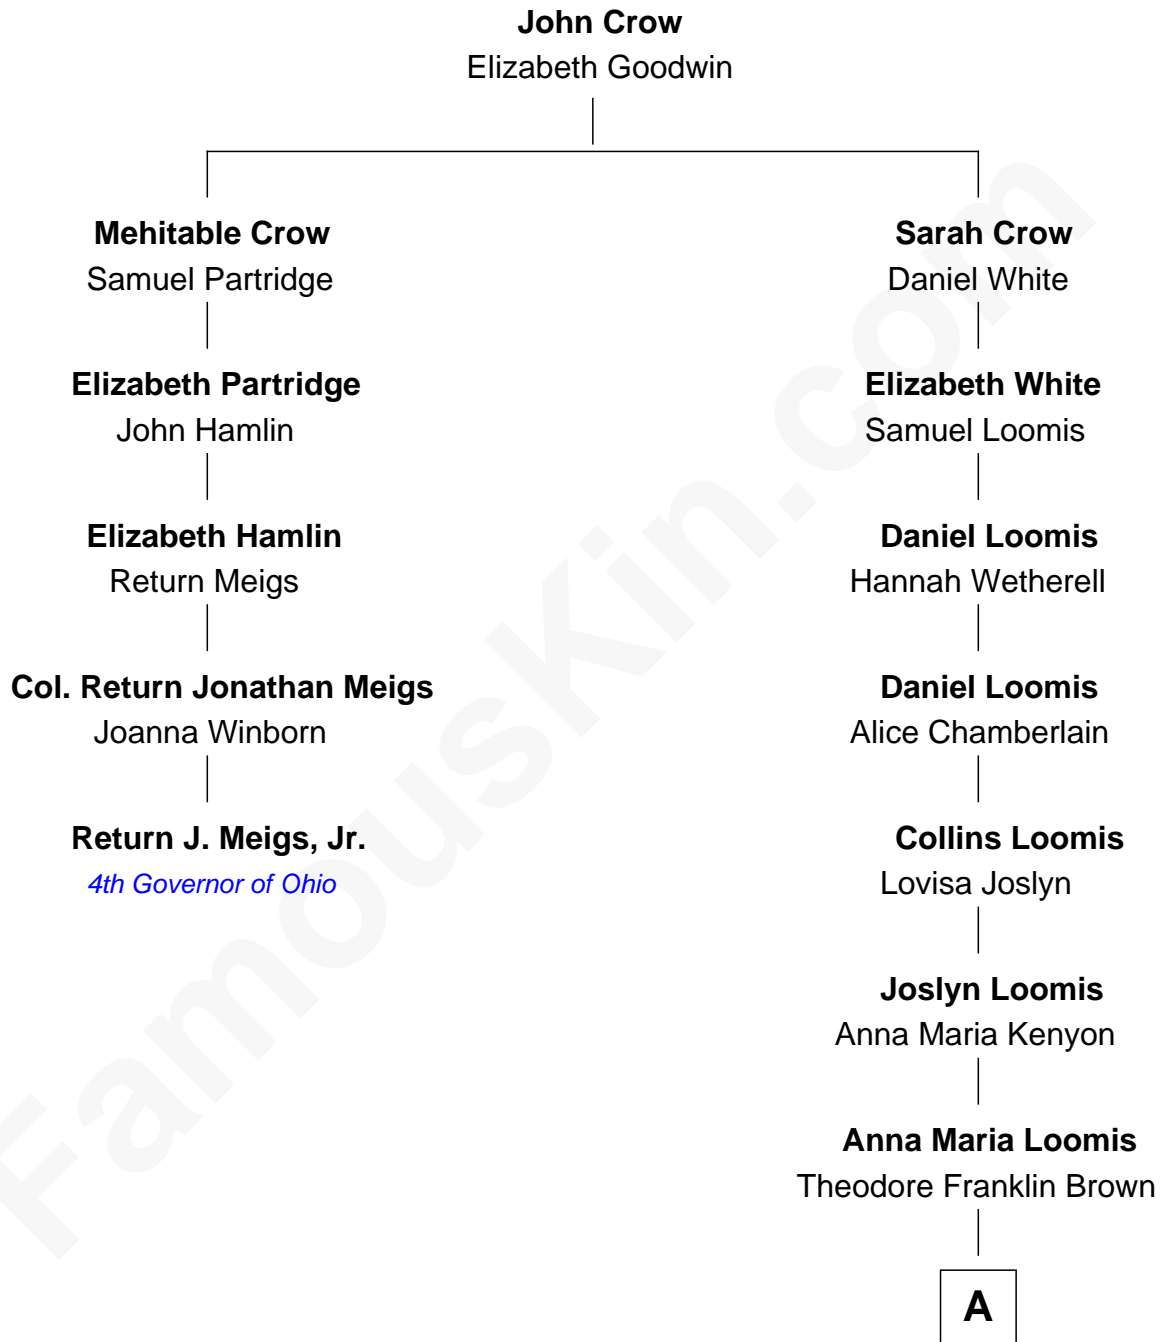 John Crow
Elizabeth Goodwin
Mehitable Crow
Samuel Partridge
Sarah Crow
Daniel White
Elizabeth Partridge
John Hamlin
Elizabeth White
Samuel Loomis
Elizabeth Hamlin
Return Meigs
Daniel Loomis
Hannah Wetherell
Col. Return Jonathan Meigs
Joanna Winborn
Daniel Loomis
Alice Chamberlain
Return J. Meigs, Jr.
4th Governor of Ohio
Collins Loomis
Lovisa Joslyn
Joslyn Loomis
Anna Maria Kenyon
Anna Maria Loomis
Theodore Franklin Brown
A
FamousKin.com